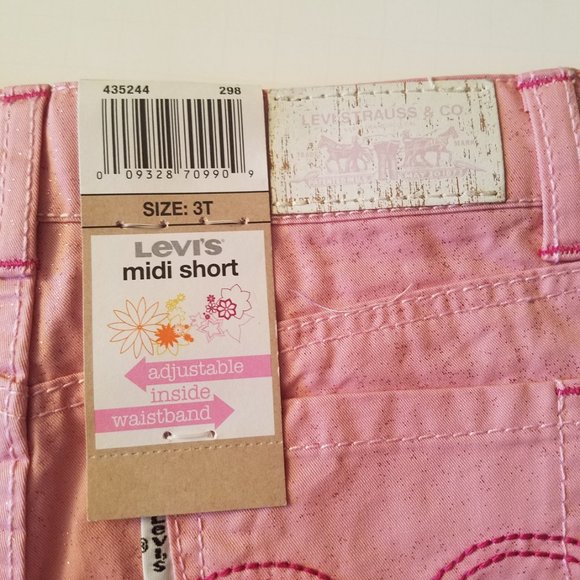 435244 298
0 09328 70990 9
SIZE: 3T
LEVI'S®
midi short
adjustable
inside
waistband
LEVI STRAUSS & CO.
LEVI'S
®